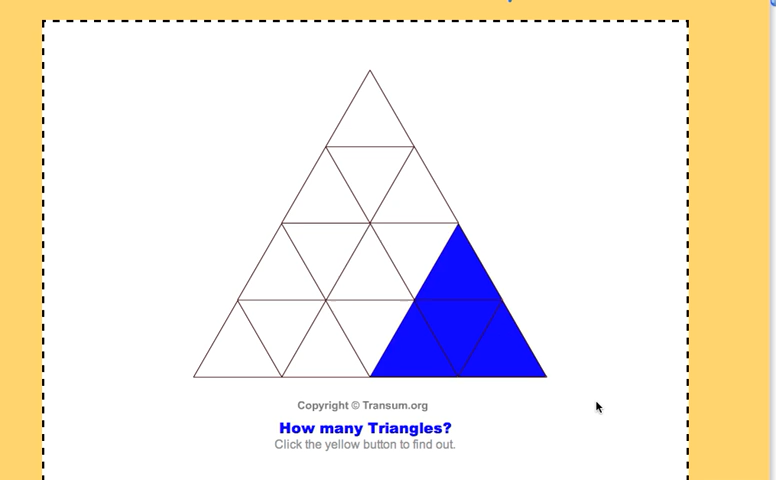 Copyright © Transum.org
How many Triangles?
Click the yellow button to find out.